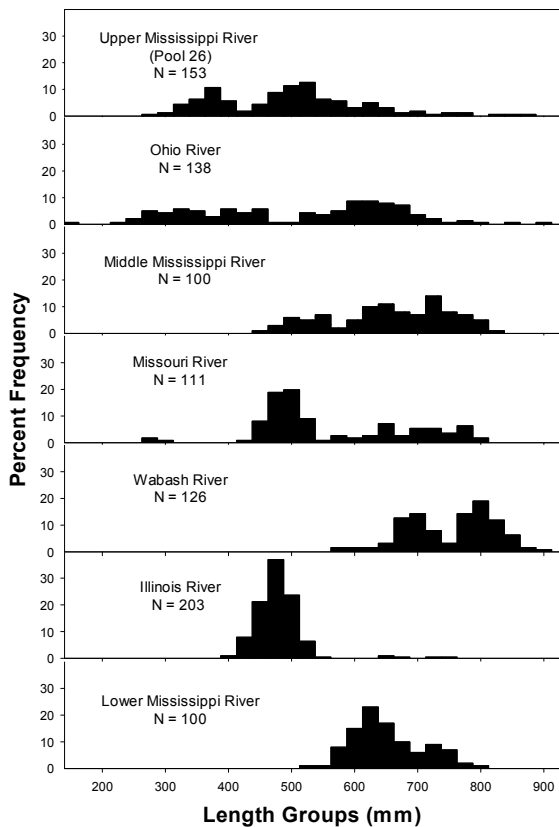 30
20
10
0
Upper Mississippi River
(Pool 26)
N = 153
30
20
10
0
Ohio River
N = 138
30
20
10
0
Middle Mississippi River
N = 100
30
20
10
0
Missouri River
N = 111
30
20
10
0
Wabash River
N = 126
30
20
10
0
Illinois River
N = 203
30
20
10
0
Lower Mississippi River
N = 100
Percent Frequency
200 300 400 500 600 700 800 900
Length Groups (mm)